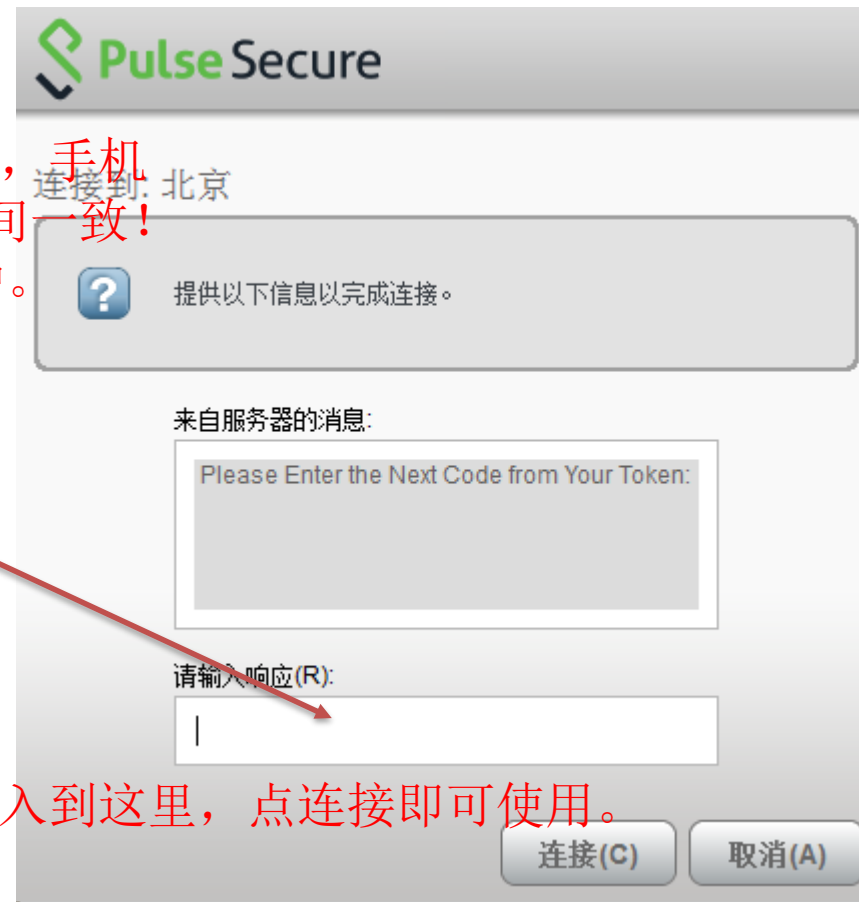 Pulse Secure
，手机
连接到: 北京
间一致！
。
提供以下信息以完成连接。
来自服务器的消息:
Please Enter the Next Code from Your Token:
请输入响应(R):
入到这里，点连接即可使用。
连接(C)
取消(A)